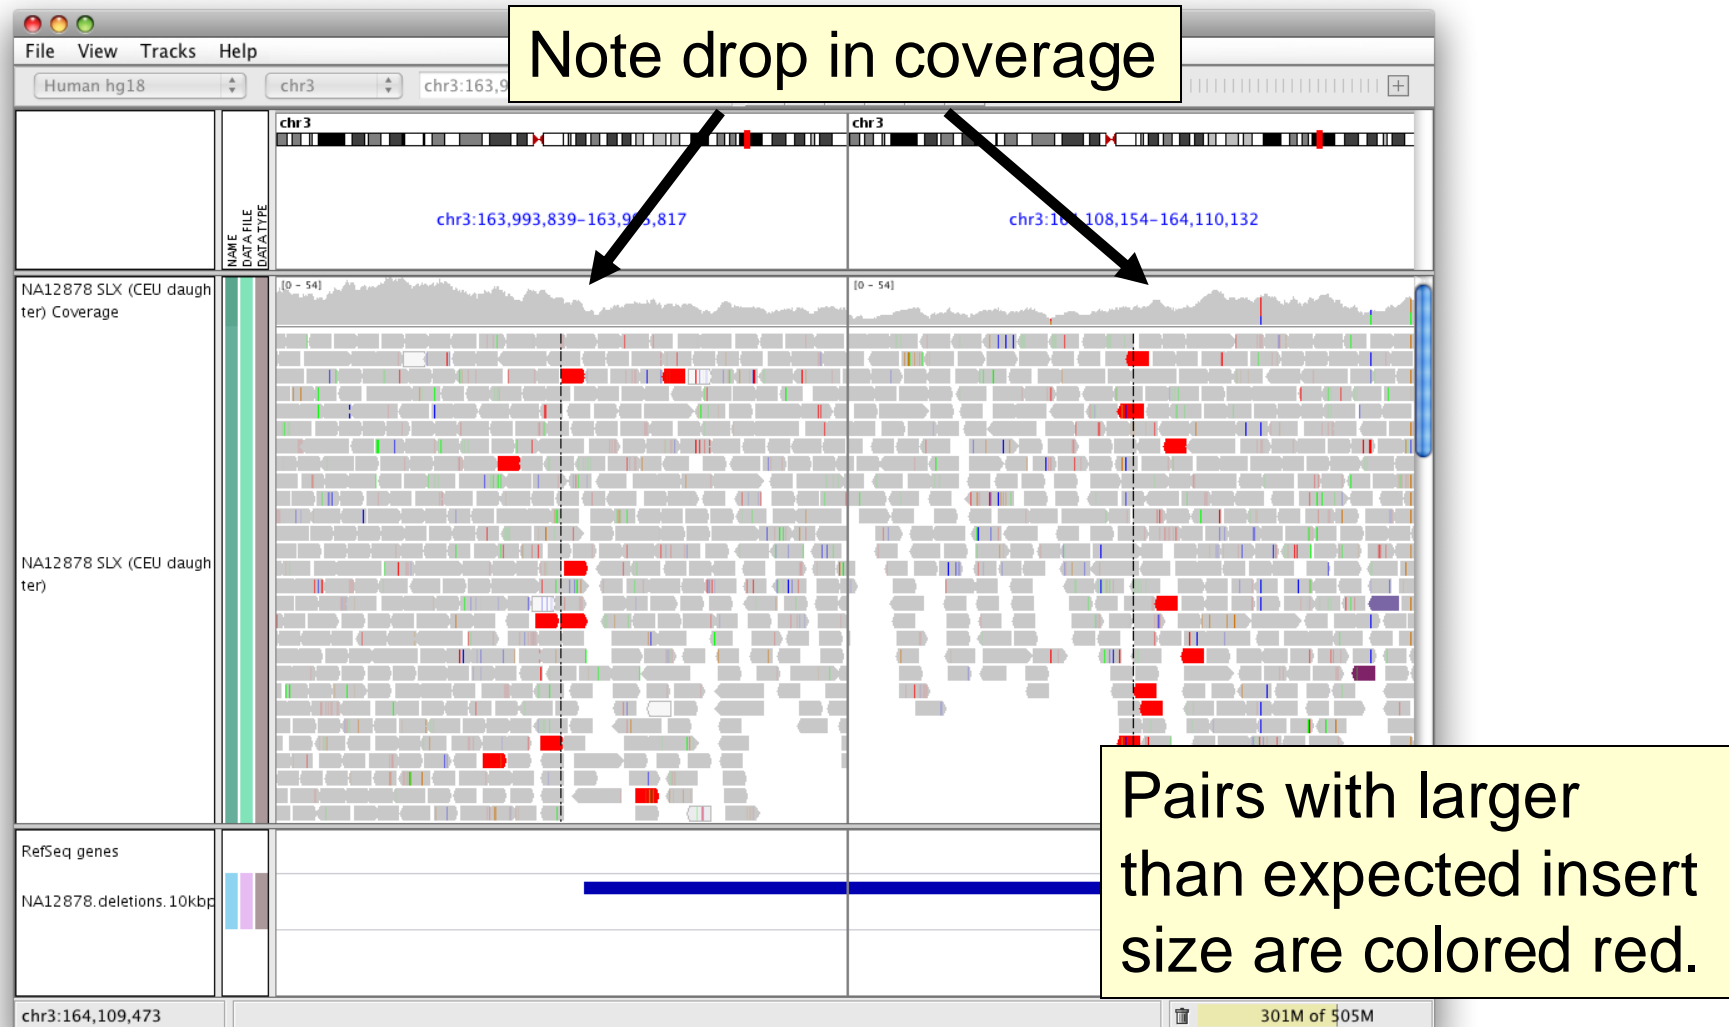 Note drop in coverage
File View Tracks Help
Human hg18 chr3 chr3:163,9
chr3 chr3
NAME
DATA FILE
DATA TYPE
chr3:163,993,839-163,99 ,817 chr3:16 ,108,154-164,110,132
NA12878 SLX (CEU daugh
ter) Coverage
[0 - 54] [0 - 54]
NA12878 SLX (CEU daugh
ter)
Pairs with larger
than expected insert
size are colored red.
RefSeq genes
NA12878.deletions.10kbp
chr3:164,109,473 301M of 505M